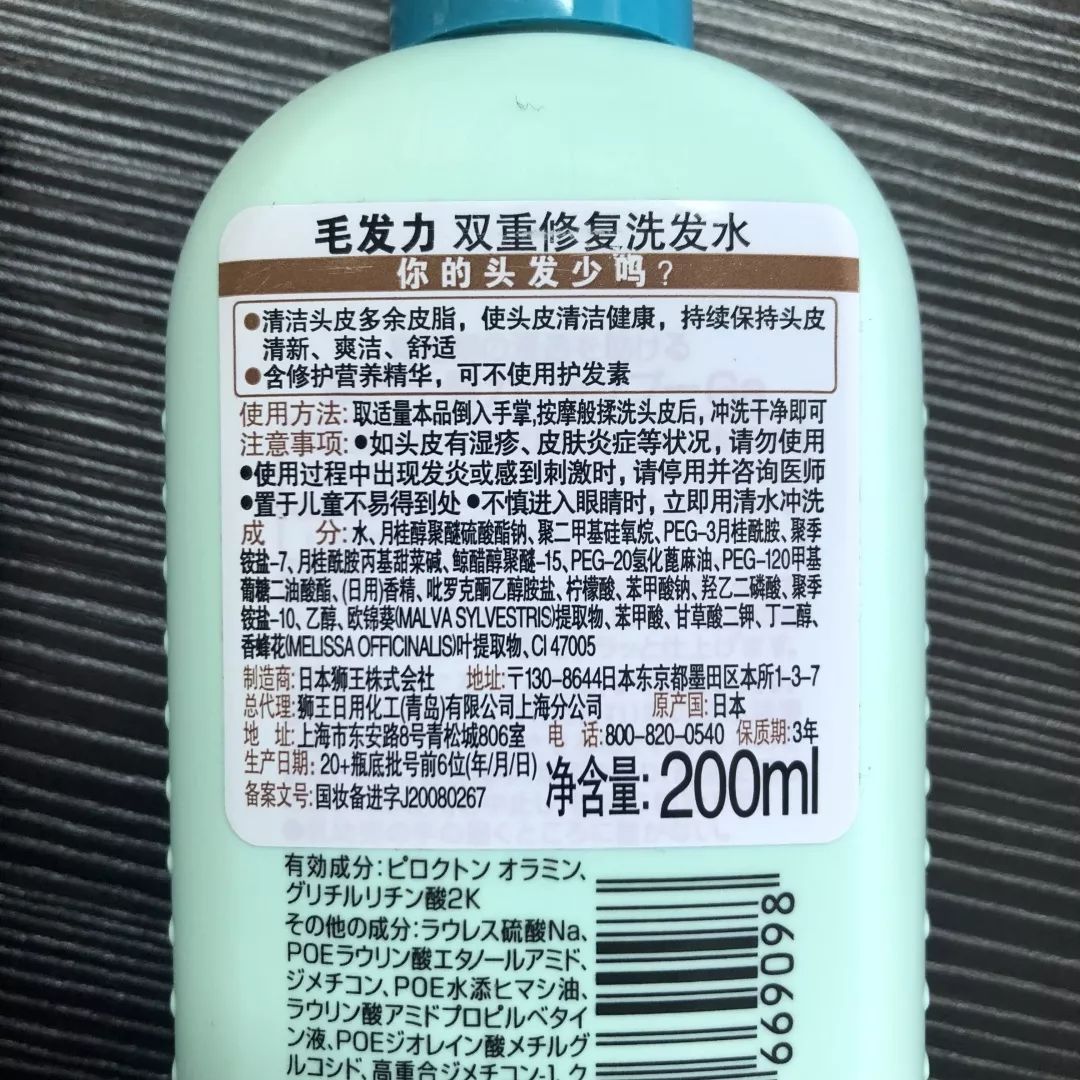 毛发力 双重修复洗发水
你的头发少吗?
●清洁头皮多余皮脂，使头皮清洁健康，持续保持头皮
清新、爽洁、舒适
●含修护营养精华，可不使用护发素
使用方法:取适量本品倒入手掌,按摩般揉洗头皮后，冲洗干净即可
注意事项:●如头皮有湿疹、皮肤炎症等状况，请勿使用
●使用过程中出现发炎或感到刺激时，请停用并咨询医师
●置于儿童不易得到处 ●不慎进入眼睛时，立即用清水冲洗
成 分:水、月桂醇聚醚硫酸酯钠、聚二甲基硅氧烷、PEG-3月桂酰胺、聚季
铵盐-7、月桂酰胺丙基甜菜碱、鲸醋醇聚醚-15、PEG-20氢化蓖麻油、PEG-120甲基
葡糖二油酸酯、(日用)香精、吡罗克酮乙醇胺盐、柠檬酸、苯甲酸钠、羟乙二磷酸、聚季
铵盐-10、乙醇、欧锦葵(MALVA SYLVESTRIS)提取物、苯甲酸、甘草酸二钾、丁二醇、
香蜂花(MELISSA OFFICINALIS)叶提取物、CI 47005
制造商:日本狮王株式会社 地址:〒130-8644日本东京都墨田区本所1-3-7
总代理:狮王日用化工(青岛)有限公司上海分公司 原产国:日本
地 址:上海市东安路8号青松城806室 电 话:800-820-0540 保质期:3年
生产日期: 20+瓶底批号前6位(年/月/日)
净含量:200ml
备案文号:国妆备进字J20080267
有効成分:ピロクトン オラミン、
グリチルリチン酸2K
その他の成分:ラウレス硫酸Na、
POEラウリン酸エタノールアミド、
ジメチコン、POE水添ヒマシ油、
ラウリン酸アミドプロピルベタイ
ン液、POEジオレイン酸メチルグ
ルコシド、高重合ジメチコン-1、ク
860699